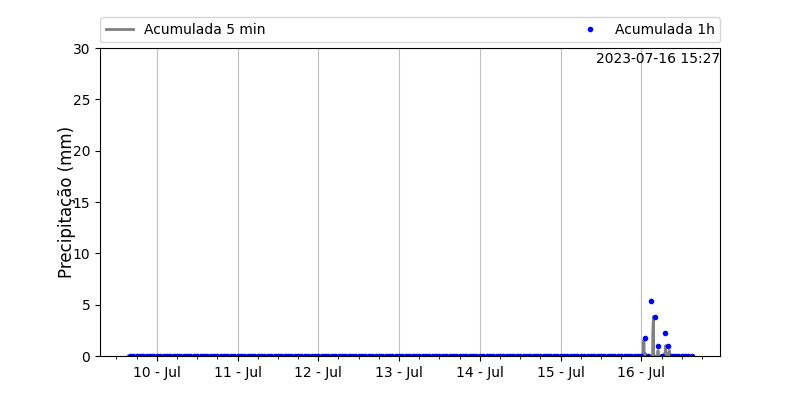 Acumulada 5 min
Acumulada 1h
2023-07-16 15:27
Precipitação (mm)
30
25
20
15
10
5
0
10 - Jul
11 - Jul
12 - Jul
13 - Jul
14 - Jul
15 - Jul
16 - Jul